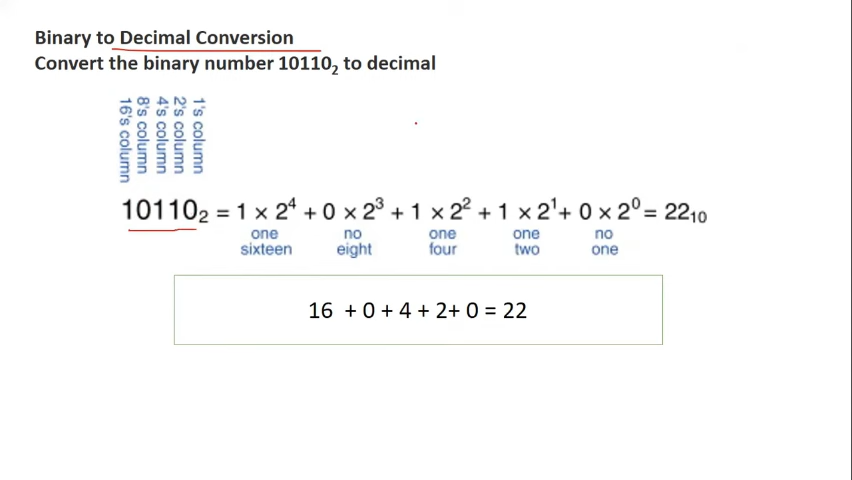 Binary to Decimal Conversion
Convert the binary number 10110₂ to decimal
16's column
8's column
4's column
2's column
1's column
10110₂ = 1 × 2⁴ + 0 × 2³ + 1 × 2² + 1 × 2¹+ 0 × 2⁰ = 22₁₀
one no one one no
sixteen eight four two one
16 + 0 + 4 + 2+ 0 = 22